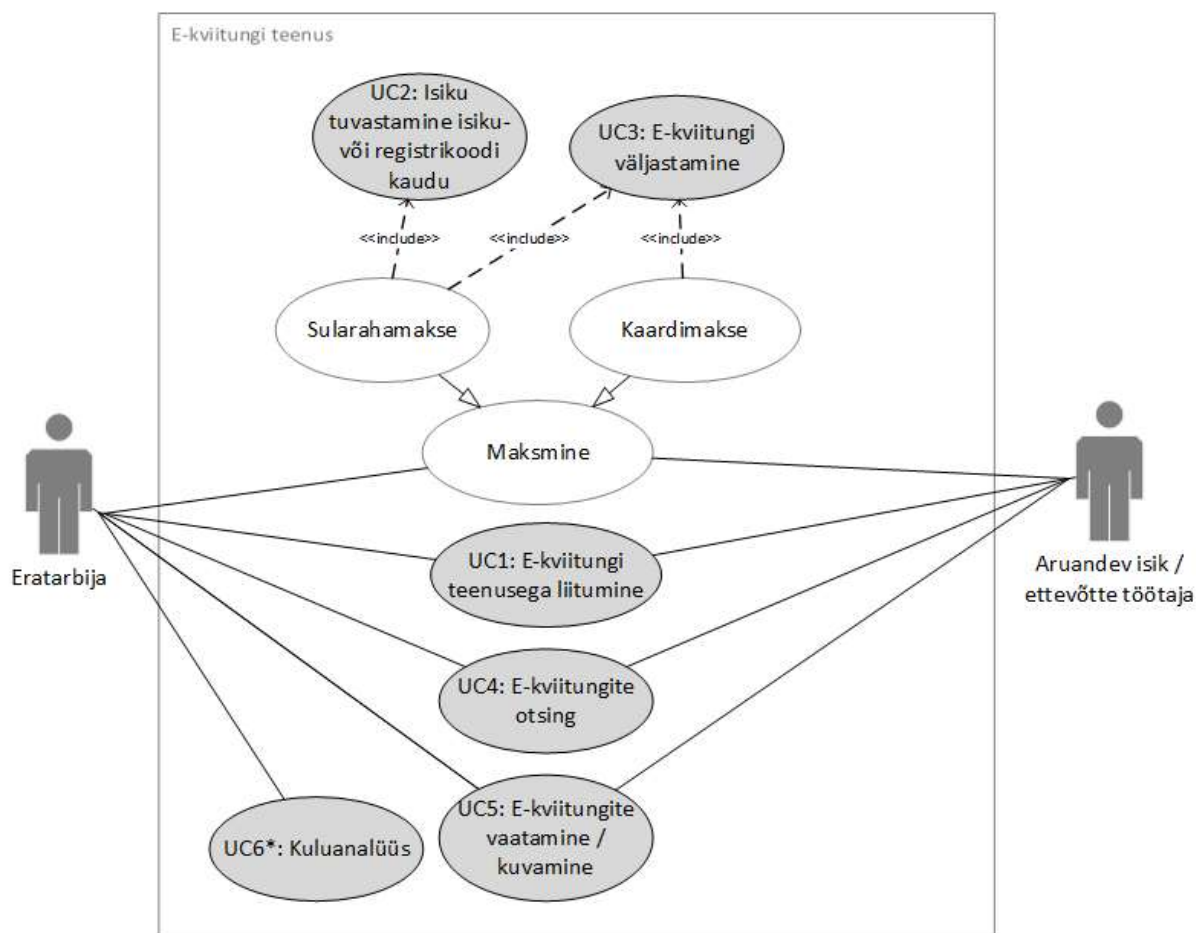 E-kviitungi teenus
UC2: Isiku
tuvastamine isiku-
või registrikoodi
kaudu
UC3: E-kviitungi
väljastamine
<<include>>
<<include>>
<<include>>
Sularahamakse
Kaardimakse
Maksmine
Eratarbija
UC1: E-kviitungi
teenusega liitumine
Aruandev isik /
ettevõtte töötaja
UC4: E-kviitungite
otsing
UC5: E-kviitungite
vaatamine /
kuvamine
UC6*: Kuluanalüüs